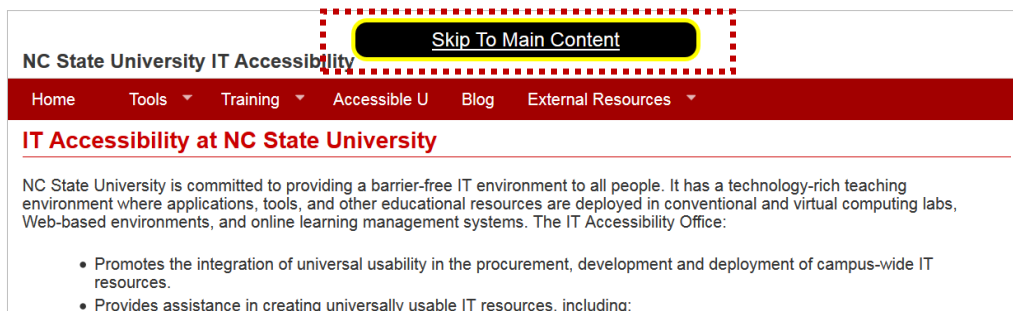 Skip To Main Content
NC State University IT Accessibility
Home Tools Training Accessible U Blog External Resources
IT Accessibility at NC State University
NC State University is committed to providing a barrier-free IT environment to all people. It has a technology-rich teaching
environment where applications, tools, and other educational resources are deployed in conventional and virtual computing labs,
Web-based environments, and online learning management systems. The IT Accessibility Office:
• Promotes the integration of universal usability in the procurement, development and deployment of campus-wide IT
resources.
• Provides assistance in creating universally usable IT resources, including: